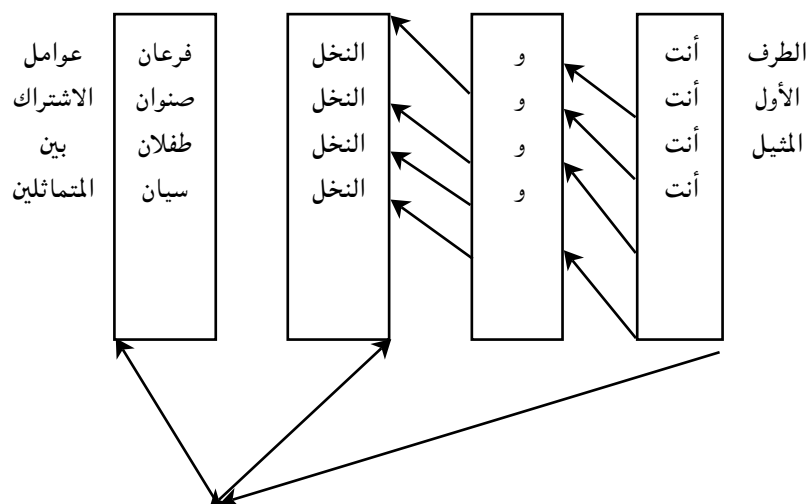 الطرف أنت و النخل فرعان عوامل
الأول أنت و النخل صنوان الاشتراك
المثيل أنت و النخل طفلان بين
أنت و النخل سيان المتماثلين